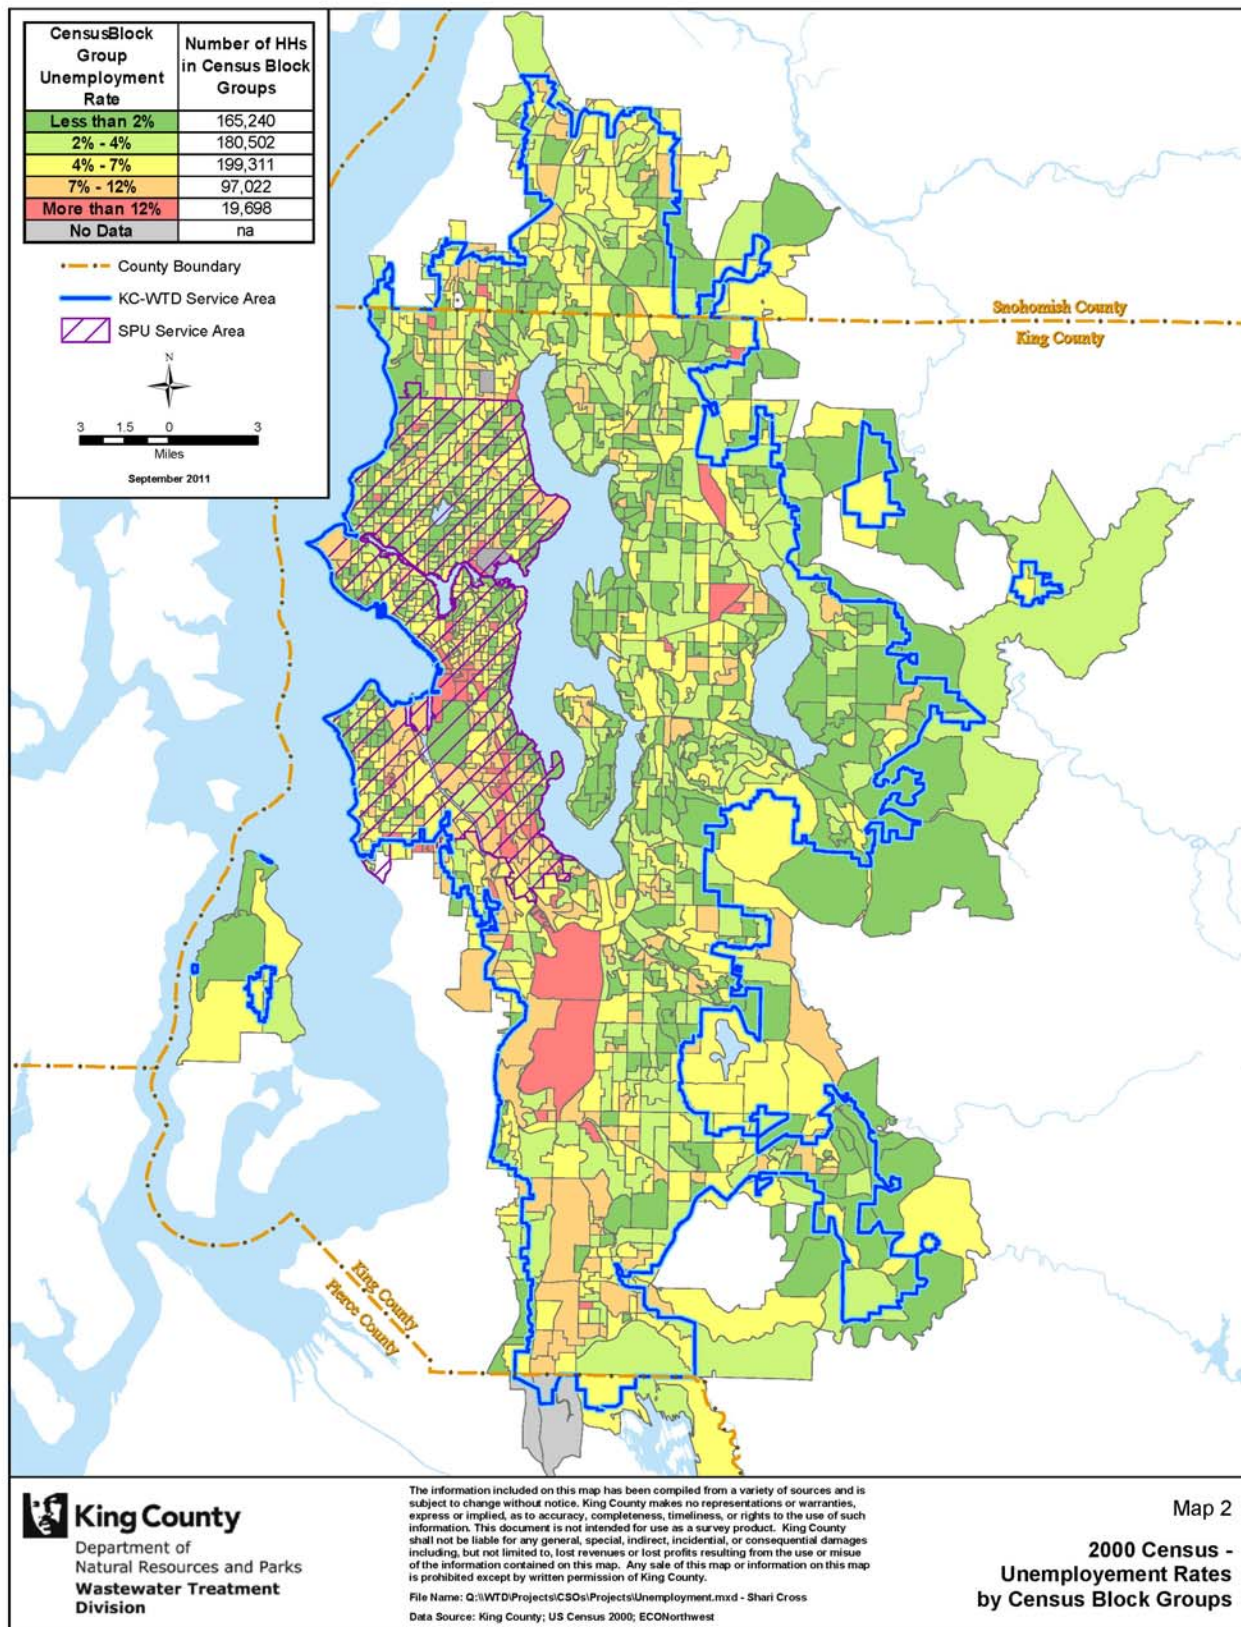 CensusBlock
Group
Unemployment
Rate
Number of HHs
in Census Block
Groups
Less than 2% 165,240
2% - 4% 180,502
4% - 7% 199,311
7% - 12% 97,022
More than 12% 19,698
No Data na
County Boundary
KC-WTD Service Area
SPU Service Area
N
3 1.5 0 3
Miles
September 2011
Snohomish County
King County
King County
Pierce County
King County
Department of
Natural Resources and Parks
Wastewater Treatment
Division
The information included on this map has been compiled from a variety of sources and is
subject to change without notice. King County makes no representations or warranties,
express or implied, as to accuracy, completeness, timeliness, or rights to the use of such
information. This document is not intended for use as a survey product. King County
shall not be liable for any general, special, indirect, incidential, or consequential damages
including, but not limited to, lost revenues or lost profits resulting from the use or misue
of the information contained on this map. Any sale of this map or information on this map
is prohibited except by written permission of King County.
File Name: Q:\\WTD\Projects\CSOs\Projects\Unemployment.mxd - Shari Cross
Data Source: King County; US Census 2000; ECONorthwest
Map 2
2000 Census -
Unemployement Rates
by Census Block Groups